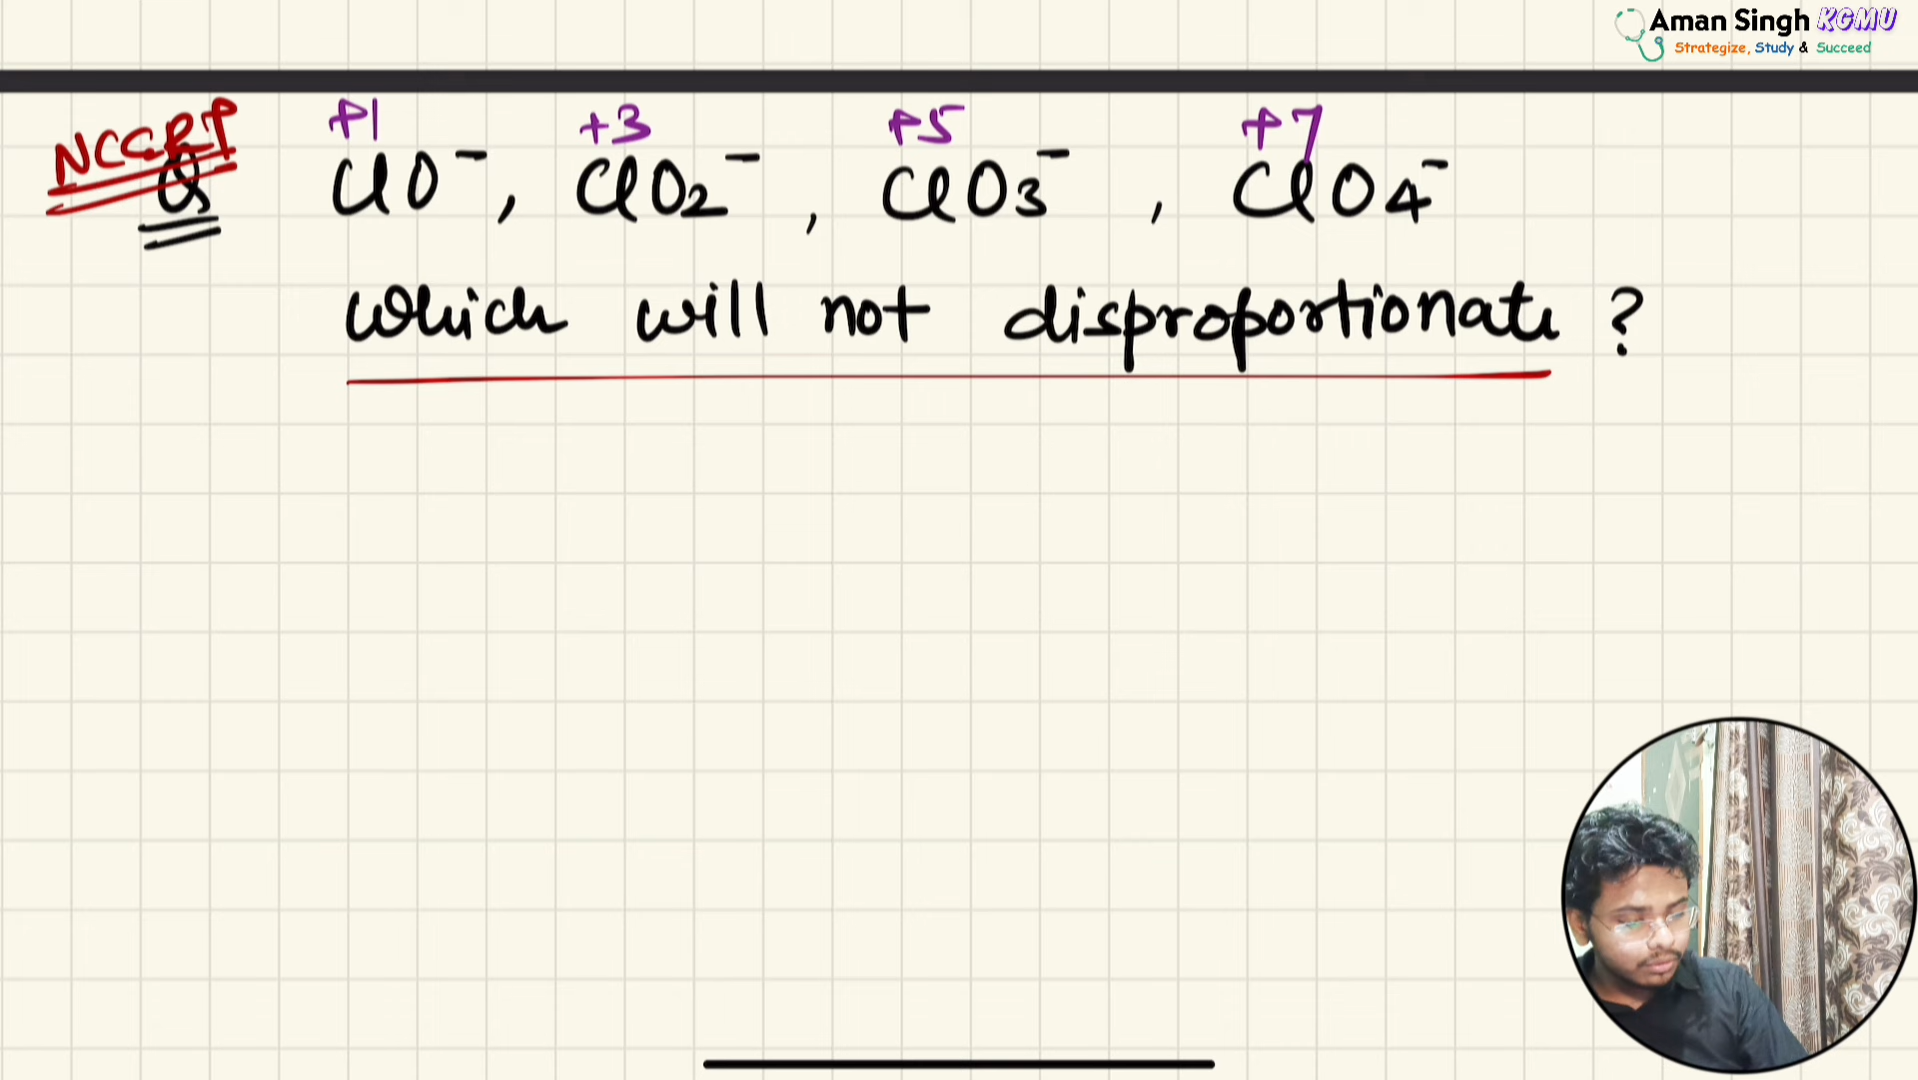 Aman Singh KGMU
Strategize, Study & Succeed
NCERT
+1 +3 +5 +7
Q ClO⁻, ClO₂⁻, ClO₃⁻, ClO₄⁻
which will not disproportionate ?